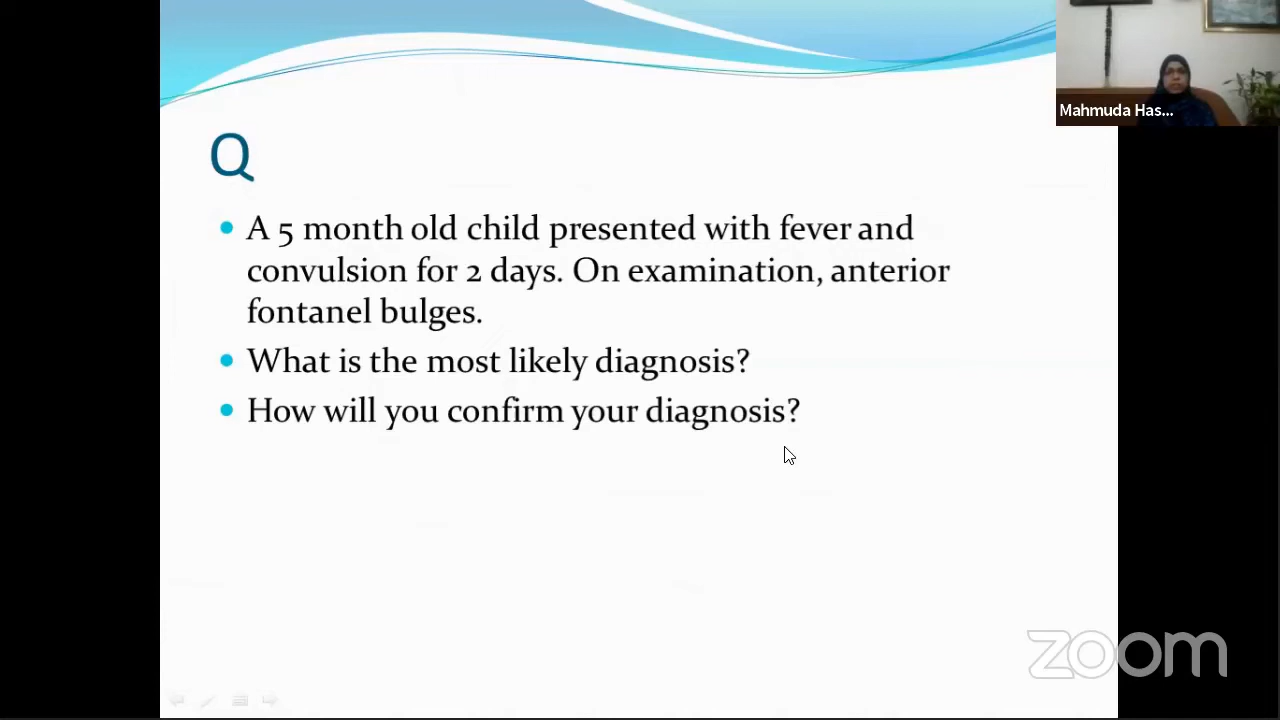 Mahmuda Has...
Q
A 5 month old child presented with fever and
convulsion for 2 days. On examination, anterior
fontanel bulges.
What is the most likely diagnosis?
How will you confirm your diagnosis?
zoom